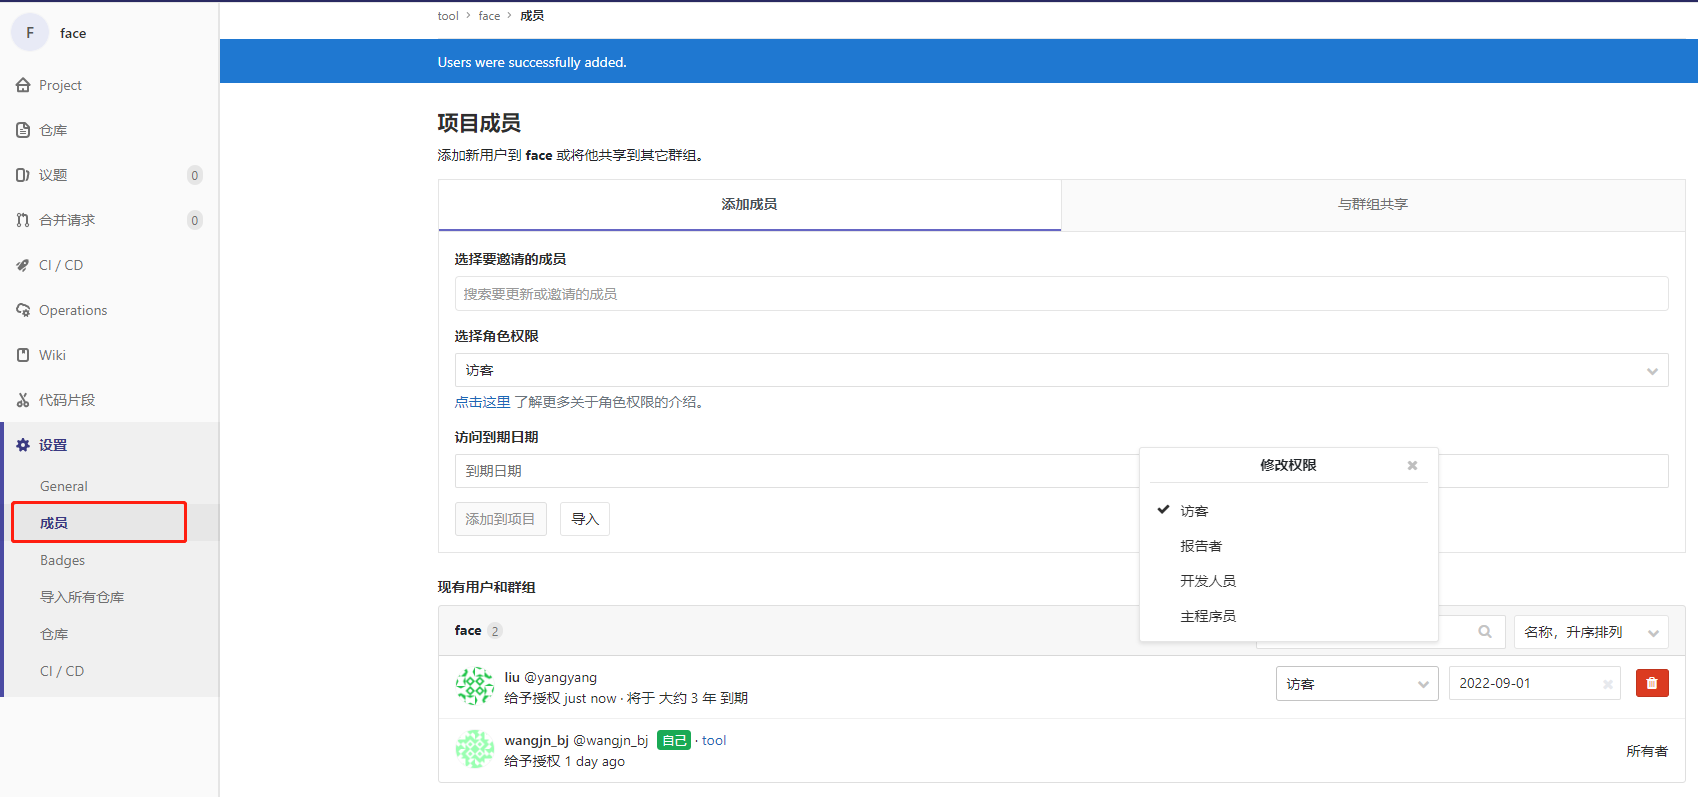 F face
Project
仓库
议题 0
合并请求 0
CI / CD
Operations
Wiki
代码片段
设置
General
成员
Badges
导入所有仓库
仓库
CI / CD
tool › face › 成员
Users were successfully added.
项目成员
添加新用户到 face 或将他共享到其它群组。
添加成员 与群组共享
选择要邀请的成员
搜索要更新或邀请的成员
选择角色权限
访客
点击这里 了解更多关于角色权限的介绍。
访问到期日期
到期日期
添加到项目 导入
修改权限
访客
报告者
开发人员
主程序员
现有用户和群组
face 2 名称，升序排列
liu @yangyang
给予授权 just now · 将于 大约 3 年 到期
访客 2022-09-01
wangjn_bj @wangjn_bj 自己 · tool
给予授权 1 day ago
所有者